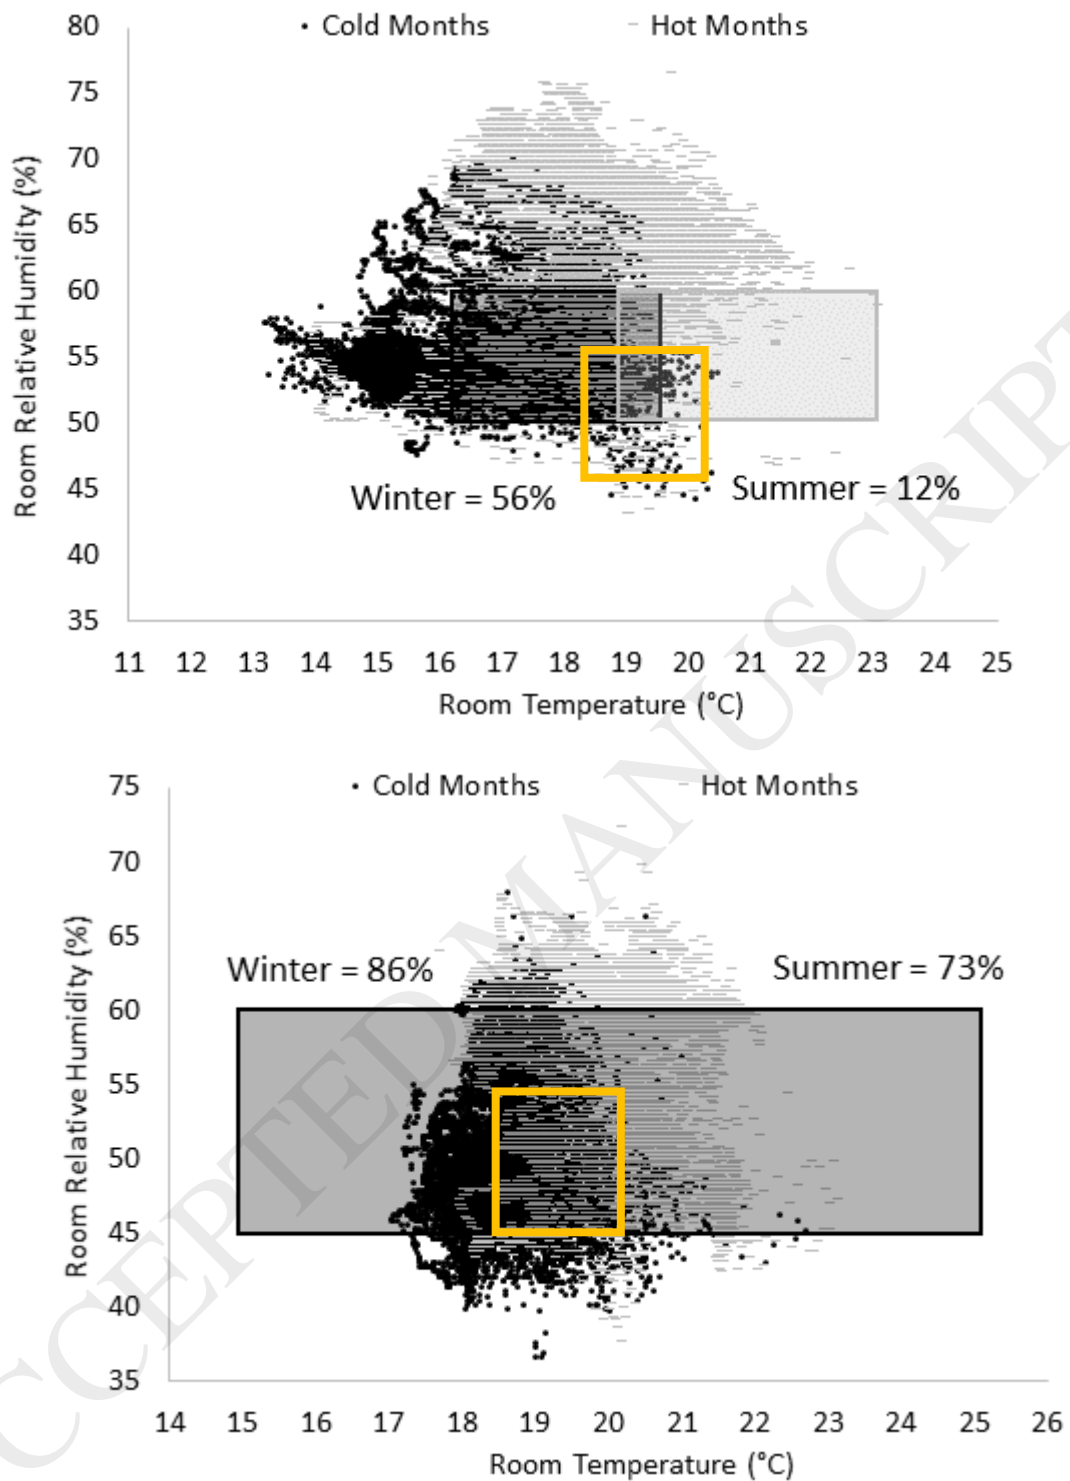 Cold Months
Hot Months
80
75
70
65
60
55
50
45
40
35
Room Relative Humidity (%)
Winter = 56%
Summer = 12%
11 12 13 14 15 16 17 18 19 20 21 22 23 24 25
Room Temperature (°C)
Cold Months
Hot Months
75
70
65
60
55
50
45
40
35
Room Relative Humidity (%)
Winter = 86%
Summer = 73%
14 15 16 17 18 19 20 21 22 23 24 25 26
Room Temperature (°C)
CCEPTED MANUSCRIPT